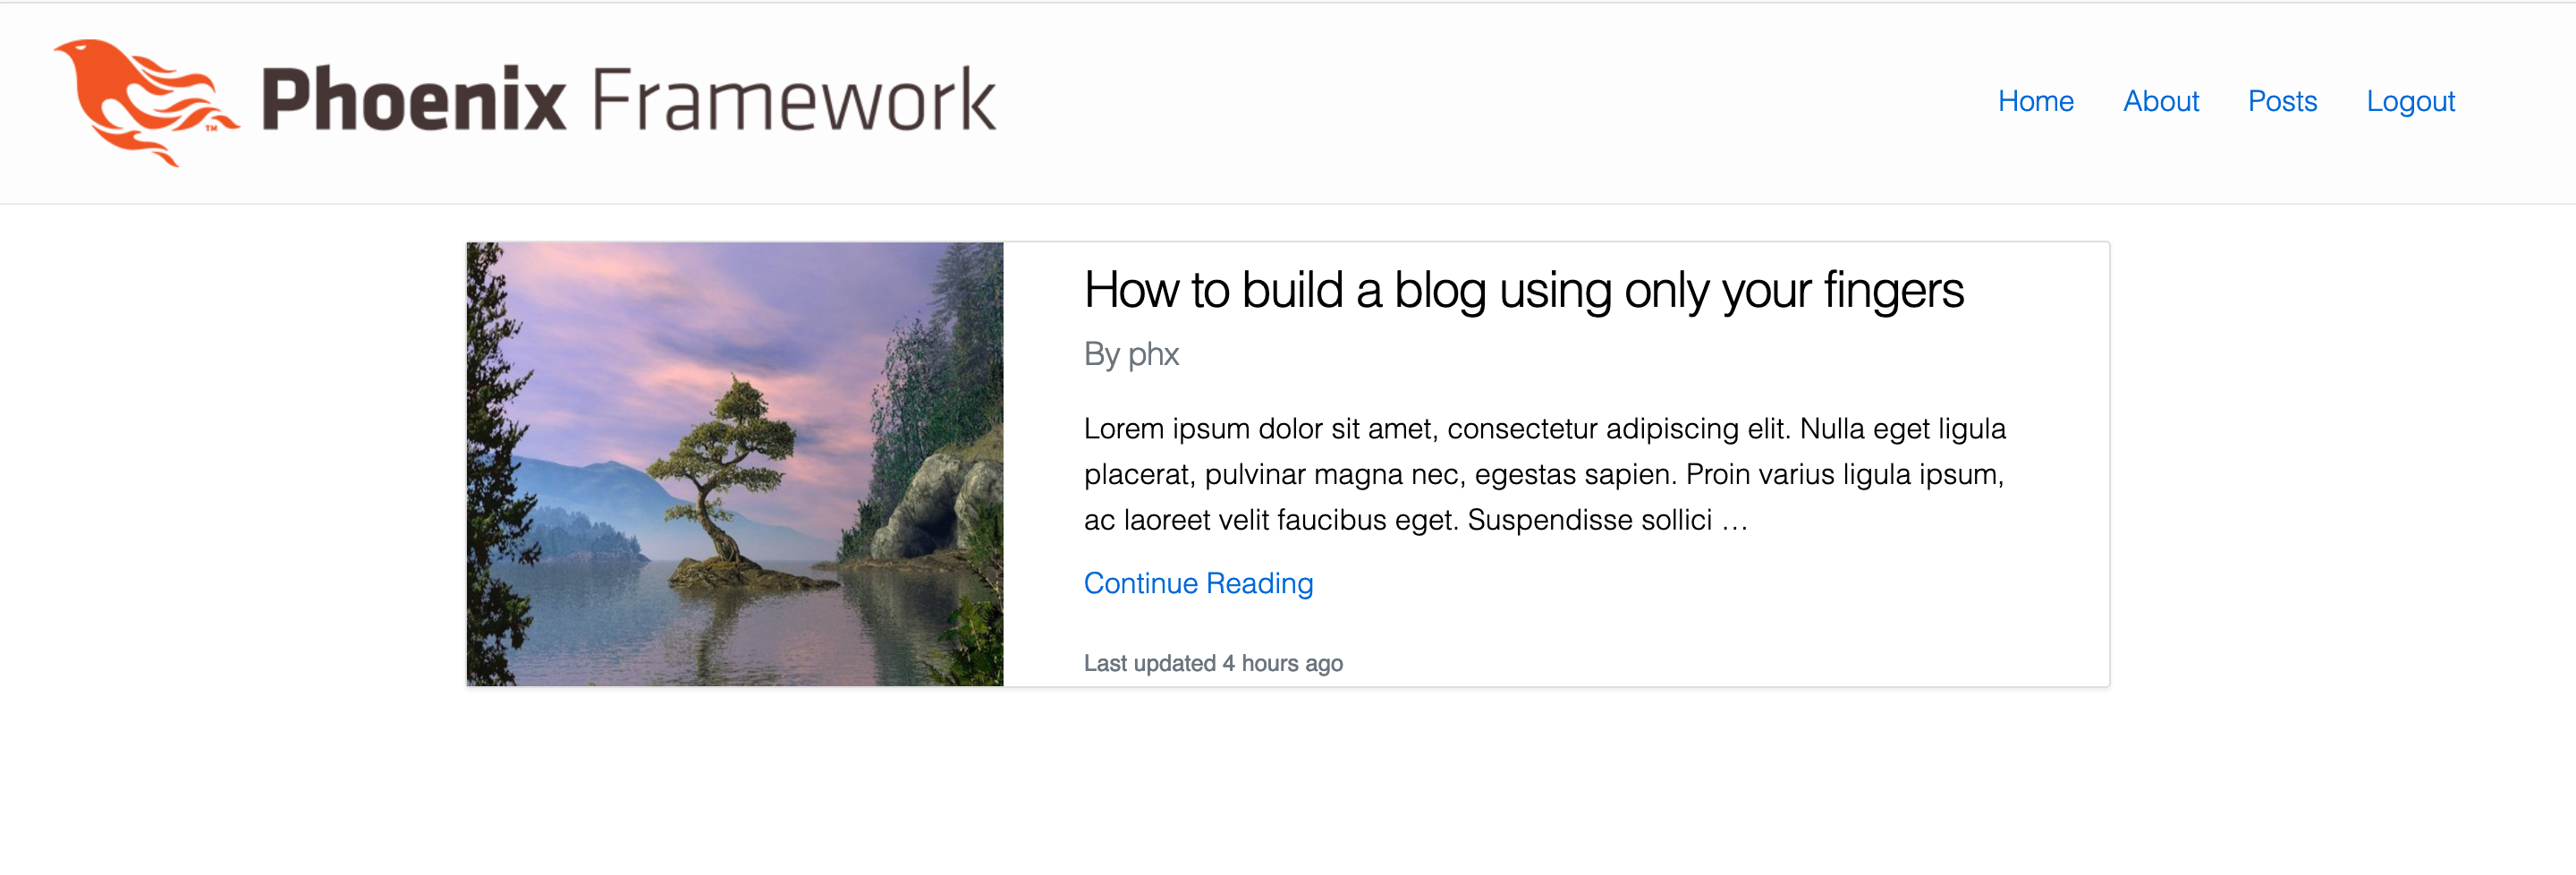 Phoenix Framework
TM
Home About Posts Logout
How to build a blog using only your fingers
By phx
Lorem ipsum dolor sit amet, consectetur adipiscing elit. Nulla eget ligula
placerat, pulvinar magna nec, egestas sapien. Proin varius ligula ipsum,
ac laoreet velit faucibus eget. Suspendisse sollici …
Continue Reading
Last updated 4 hours ago